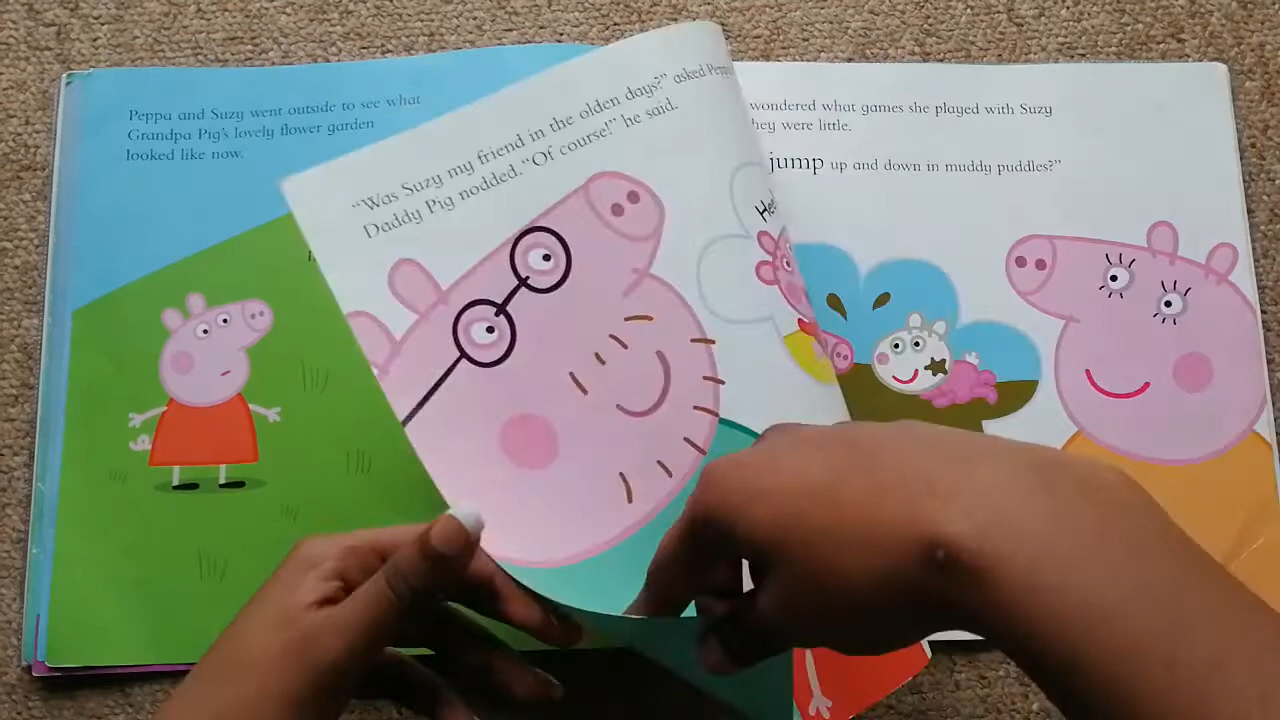 Peppa and Suzy went outside to see what
Grandpa Pig's lovely flower garden
looked like now.
"Was Suzy my friend in the olden days?" asked Peppa
Daddy Pig nodded. "Of course!" he said.
wondered what games she played with Suzy
they were little.
jump up and down in muddy puddles?"